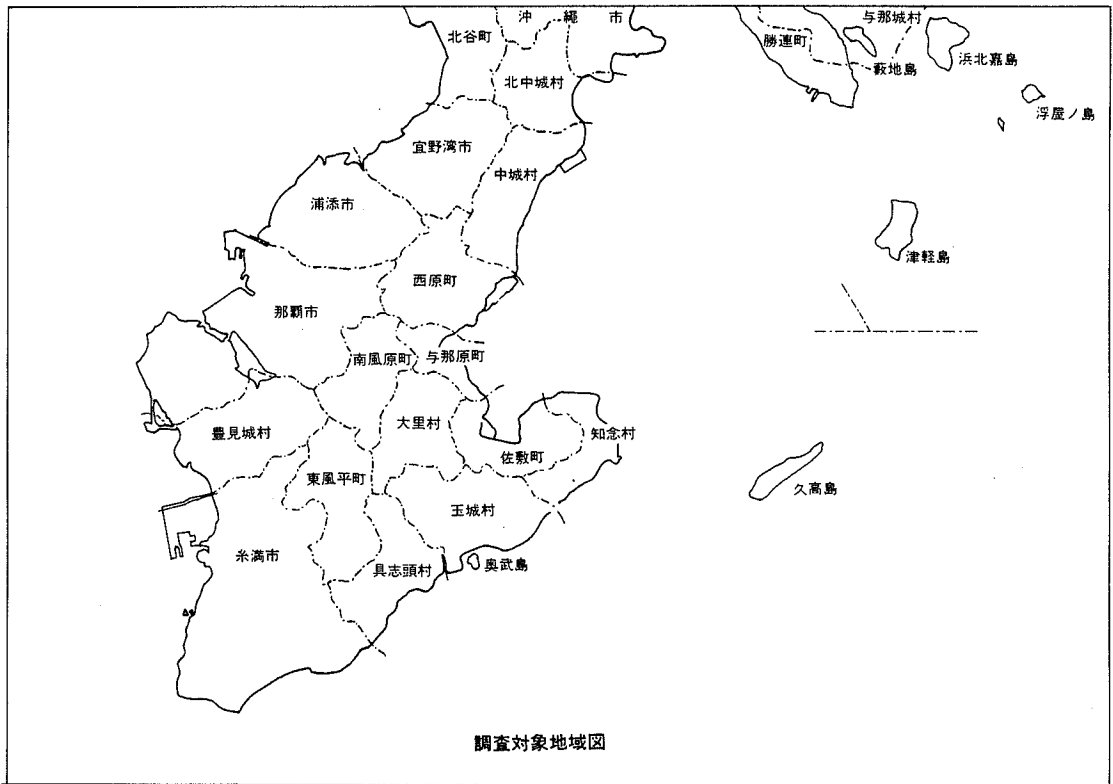 沖縄市
与那城村
北谷町
勝連町
浜北嘉島
藪地島
北中城村
浮屋ノ島
宜野湾市
中城村
浦添市
津軽島
西原町
那覇市
南風原町
与那原町
大里村
知念村
豊見城村
佐敷町
東風平町
久高島
玉城村
糸満市
奥武島
具志頭村
調査対象地域図